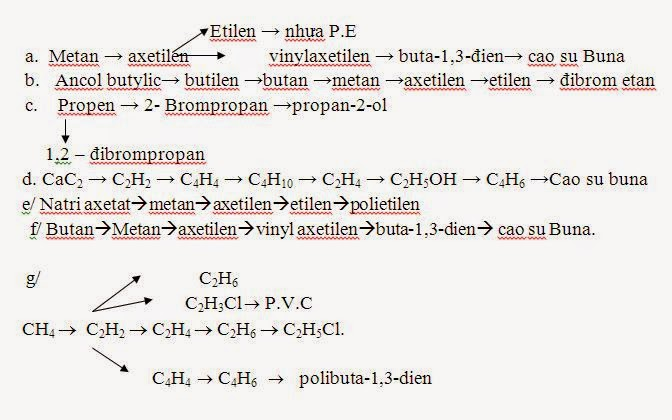 Etilen → nhưa P.E
a. Metan → axetilén → vinylaxetilen → buta-1,3-đien→ cao su Buna
b. Ancol butylic→ butilen →butan →metan →axetilen →etilen → đibrom etan
c. Propen → 2- Brompropan →propan-2-ol
↓
1,2 – đibrompropan
d. CaC₂ → C₂H₂ → C₄H₄ → C₄H₁₀ → C₂H₄ → C₂H₅OH → C₄H₆ →Cao su buna
e/ Natri axetat→metan→axetilen→etilen→polietilen
f/ Butan→Metan→axetilen→vinyl axetilen→buta-1,3-dien→ cao su Buna.
g/ C₂H₆
C₂H₃Cl→ P.V.C
CH₄→ C₂H₂ → C₂H₄→ C₂H₆ → C₂H₅Cl.
C₄H₄ → C₄H₆ → polibuta-1,3-dien